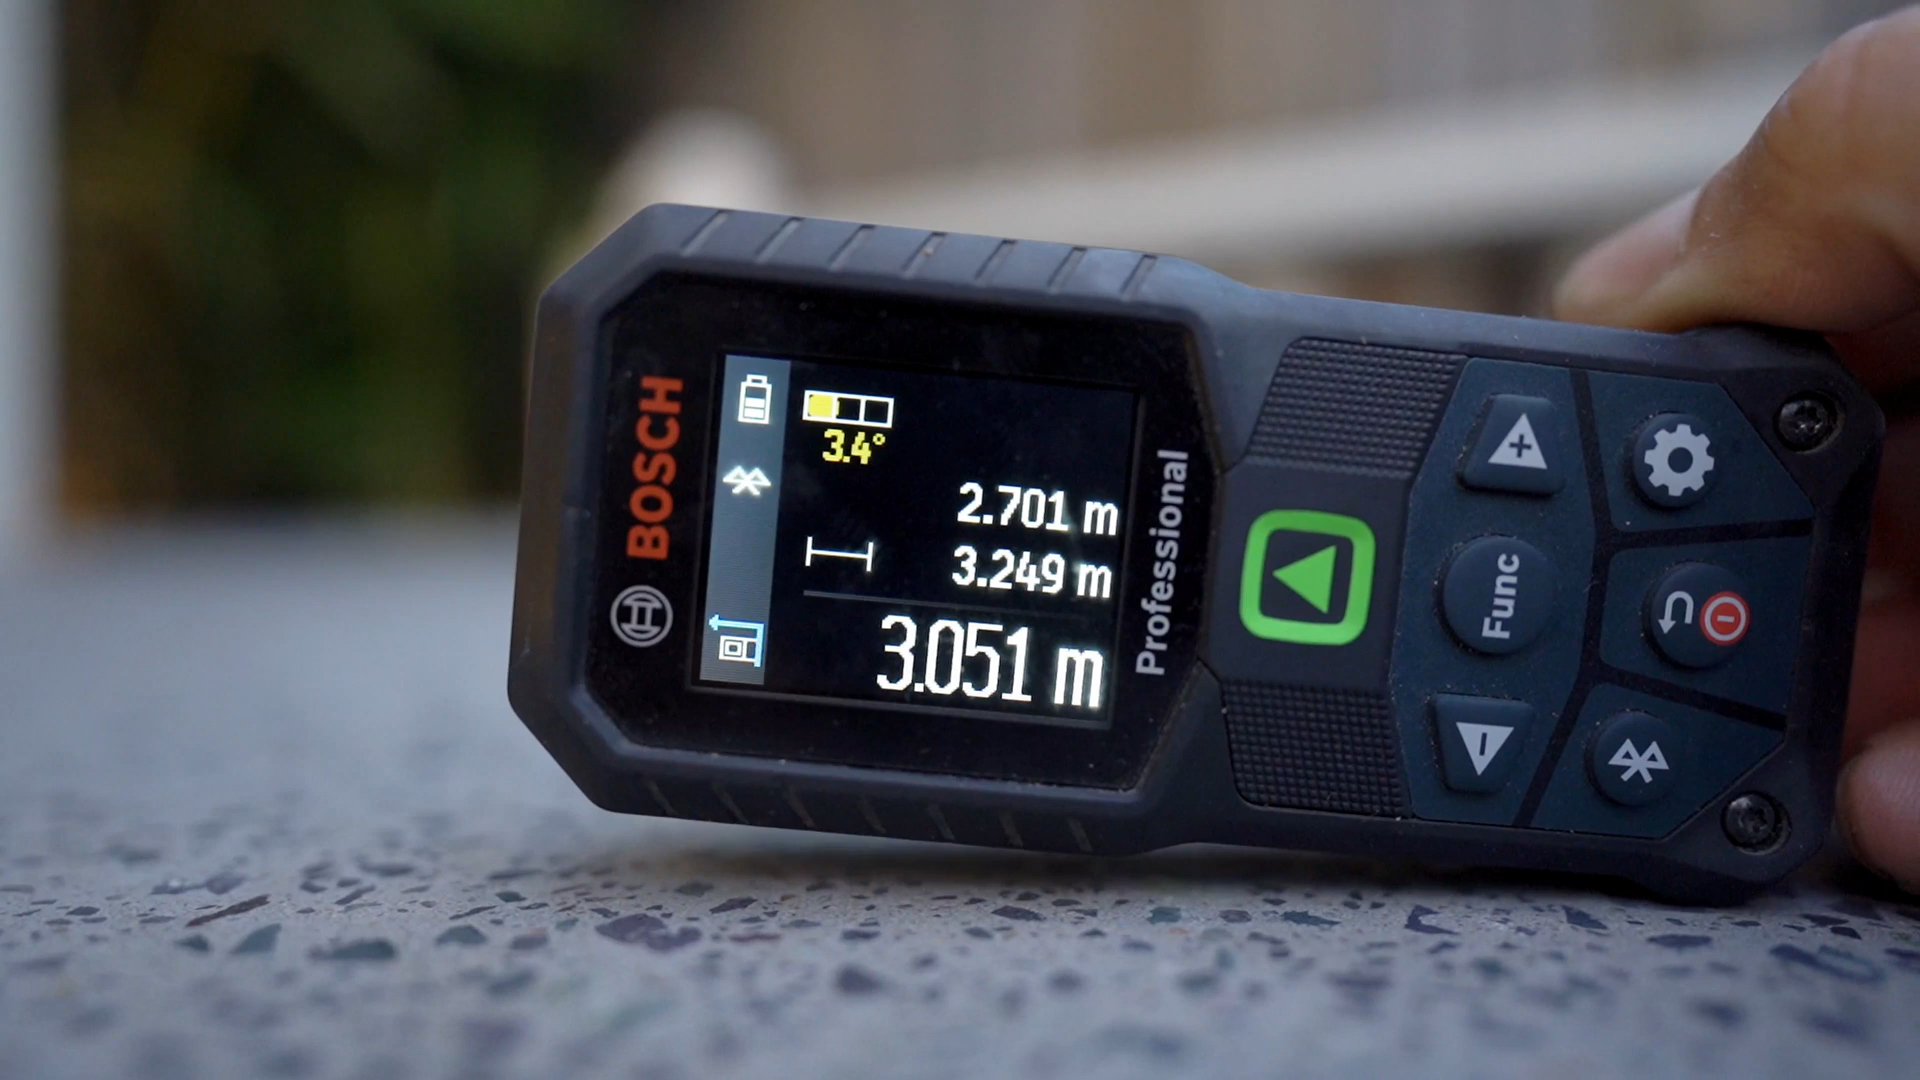 BOSCH
3.4°
2.701 m
3.249 m
3.051 m
Professional
Func